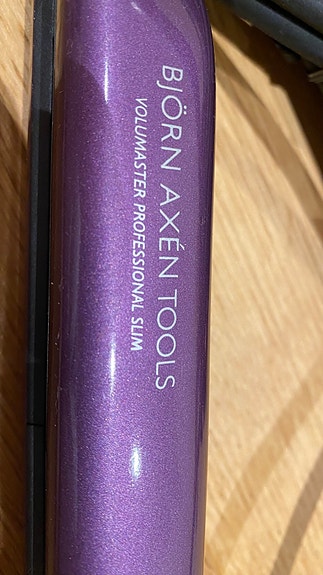 BJÖRN AXÉN TOOLS
VOLUMASTER PROFESSIONAL SLIM